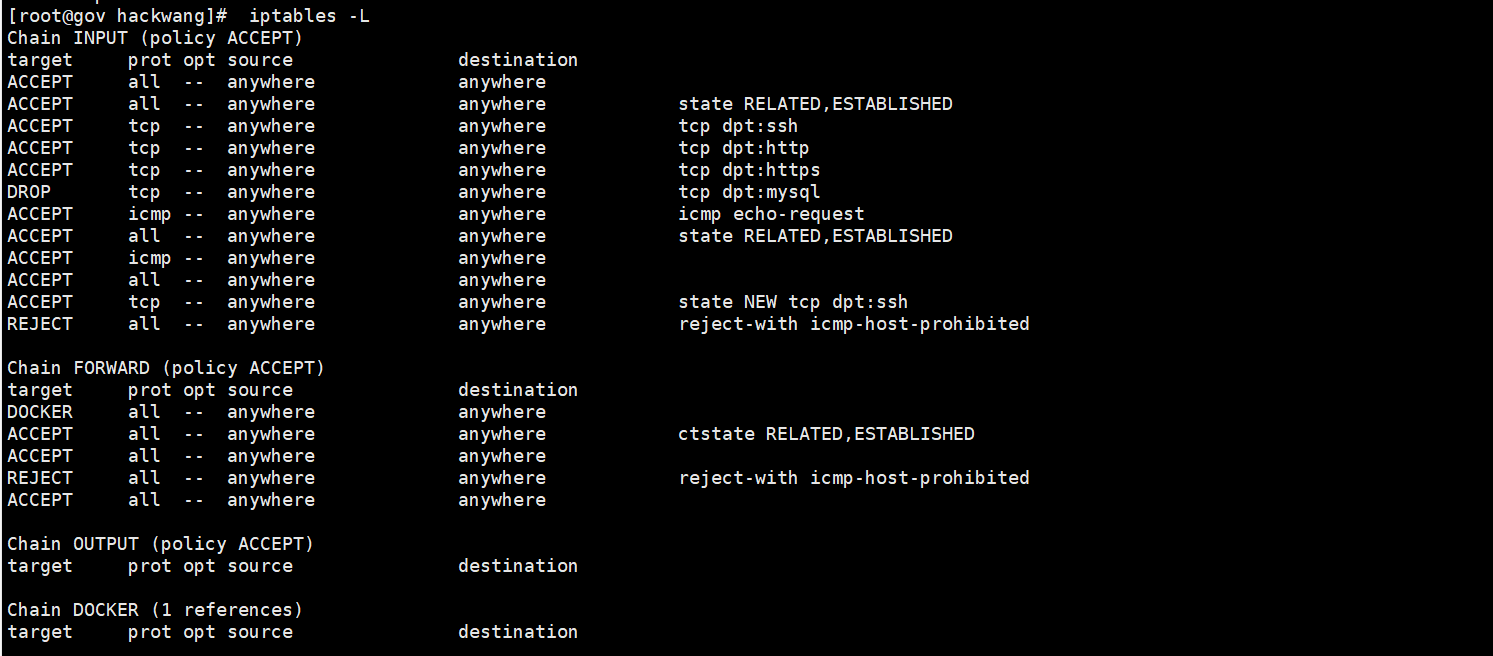 [root@gov hackwang]#  iptables -L
Chain INPUT (policy ACCEPT)
target     prot opt source               destination
ACCEPT     all  --  anywhere             anywhere
ACCEPT     all  --  anywhere             anywhere            state RELATED,ESTABLISHED
ACCEPT     tcp  --  anywhere             anywhere            tcp dpt:ssh
ACCEPT     tcp  --  anywhere             anywhere            tcp dpt:http
ACCEPT     tcp  --  anywhere             anywhere            tcp dpt:https
DROP       tcp  --  anywhere             anywhere            tcp dpt:mysql
ACCEPT     icmp --  anywhere             anywhere            icmp echo-request
ACCEPT     all  --  anywhere             anywhere            state RELATED,ESTABLISHED
ACCEPT     icmp --  anywhere             anywhere
ACCEPT     all  --  anywhere             anywhere
ACCEPT     tcp  --  anywhere             anywhere            state NEW tcp dpt:ssh
REJECT     all  --  anywhere             anywhere            reject-with icmp-host-prohibited

Chain FORWARD (policy ACCEPT)
target     prot opt source               destination
DOCKER     all  --  anywhere             anywhere
ACCEPT     all  --  anywhere             anywhere            ctstate RELATED,ESTABLISHED
ACCEPT     all  --  anywhere             anywhere
REJECT     all  --  anywhere             anywhere            reject-with icmp-host-prohibited
ACCEPT     all  --  anywhere             anywhere

Chain OUTPUT (policy ACCEPT)
target     prot opt source               destination

Chain DOCKER (1 references)
target     prot opt source               destination